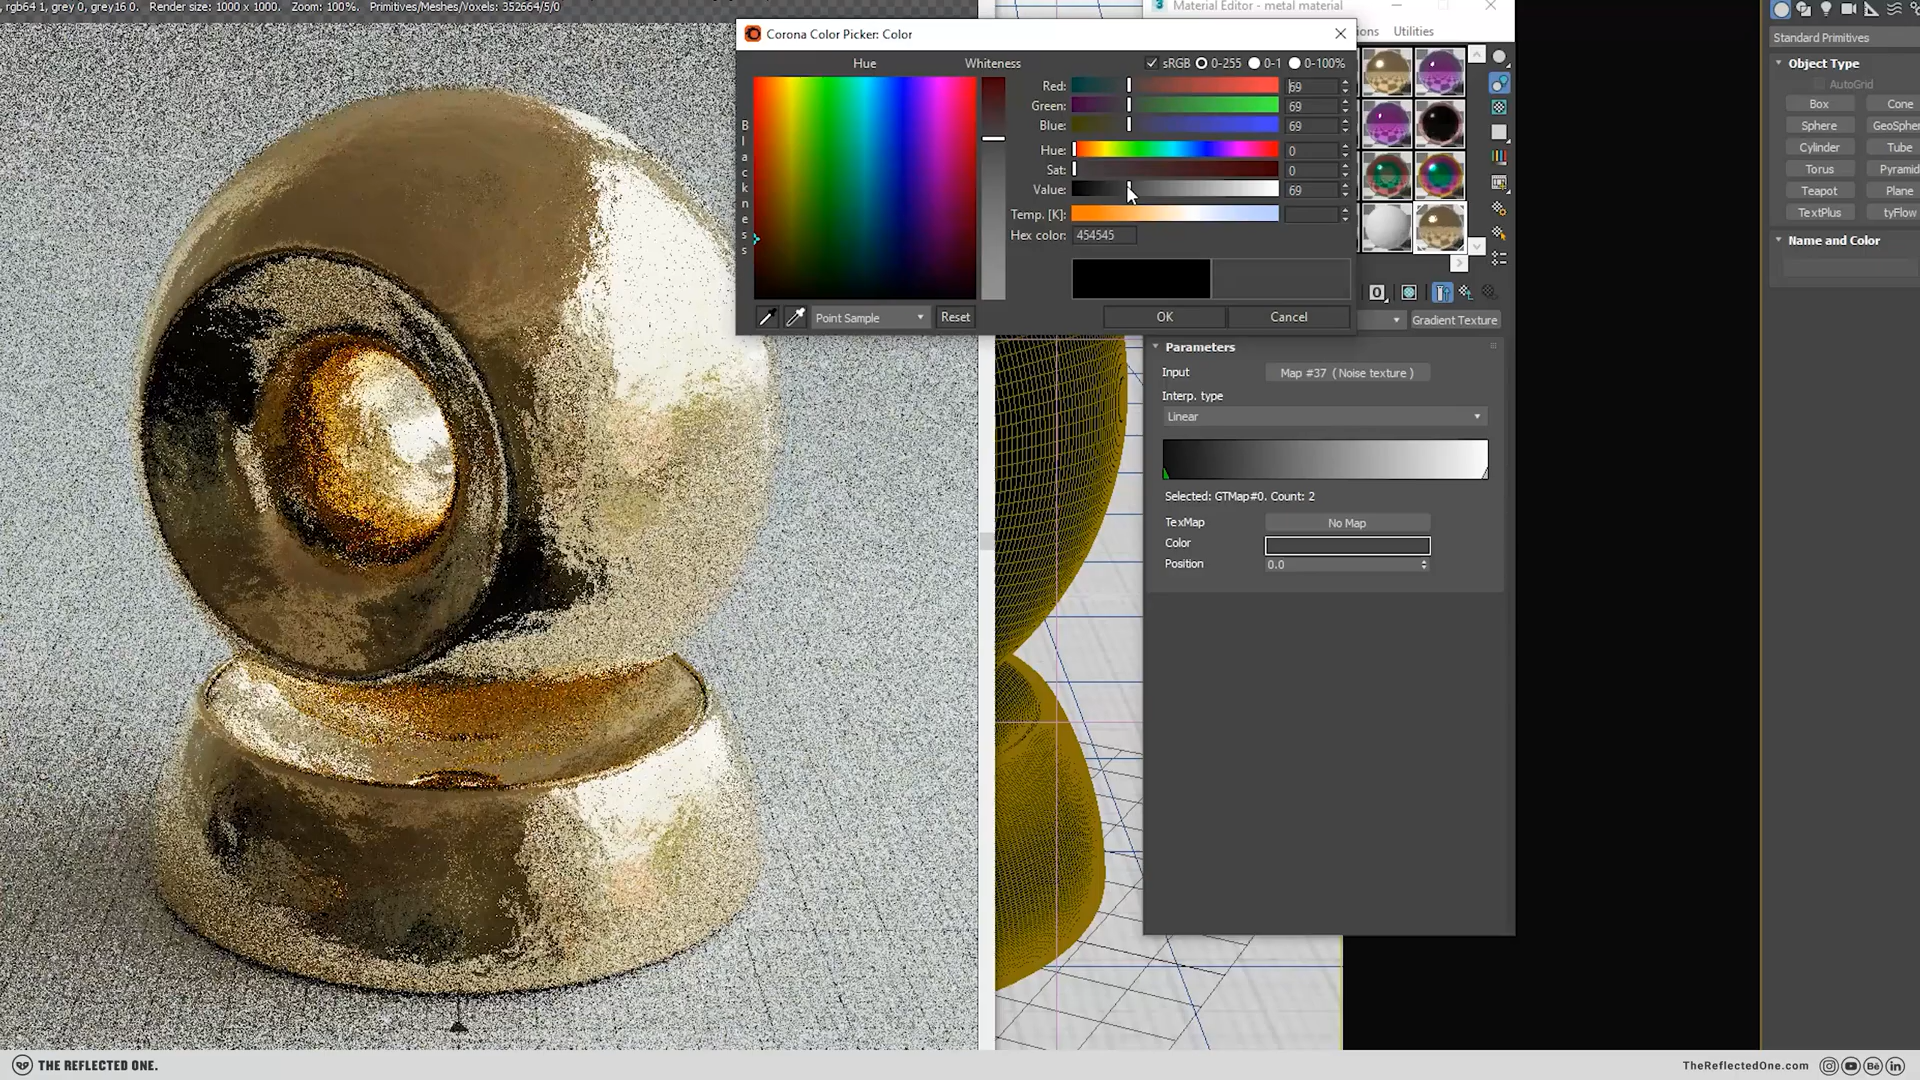 , rgb64 1, grey 0, grey16 0. Render size: 1000 x 1000. Zoom: 100%. Primitives/Meshes/Voxels: 352664/5/0
Material Editor - metal material
Utilities
Corona Color Picker: Color
Hue
Whiteness
Blackness
sRGB 0-255 0-1 0-100%
Red: 69
Green: 69
Blue: 69
Hue: 0
Sat: 0
Value: 69
Temp. [K]:
Hex color: 454545
Point Sample
Reset
OK
Cancel
Gradient Texture
Parameters
Input Map #37 ( Noise texture )
Interp. type
Linear
Selected: GTMap#0. Count: 2
TexMap No Map
Color
Position 0.0
Standard Primitives
Object Type
AutoGrid
Box Cone
Sphere GeoSphere
Cylinder Tube
Torus Pyramid
Teapot Plane
TextPlus tyFlow
Name and Color
THE REFLECTED ONE.
TheReflectedOne.com